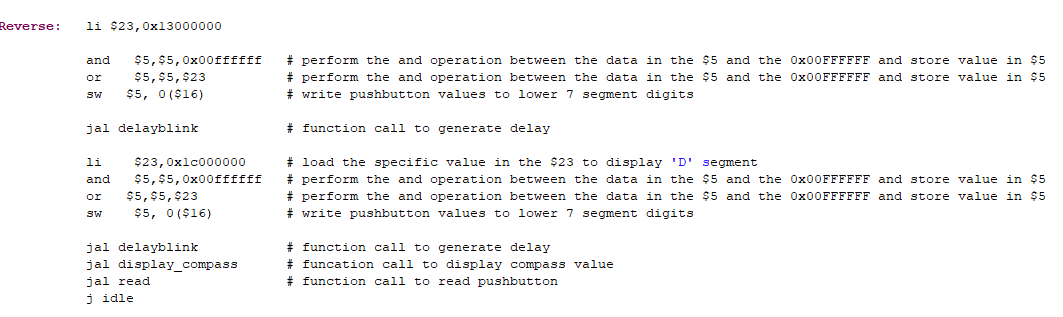 Reverse: li $23,0x13000000
and $5,$5,0x00ffffff # perform the and operation between the data in the $5 and the 0x00FFFFFF and store value in $5
or $5,$5,$23 # perform the and operation between the data in the $5 and the 0x00FFFFFF and store value in $5
sw $5, 0($16) # write pushbutton values to lower 7 segment digits
jal delayblink # function call to generate delay
li $23,0x1c000000 # load the specific value in the $23 to display 'D' segment
and $5,$5,0x00ffffff # perform the and operation between the data in the $5 and the 0x00FFFFFF and store value in $5
or $5,$5,$23 # perform the and operation between the data in the $5 and the 0x00FFFFFF and store value in $5
sw $5, 0($16) # write pushbutton values to lower 7 segment digits
jal delayblink # function call to generate delay
jal display_compass # funcation call to display compass value
jal read # function call to read pushbutton
j idle